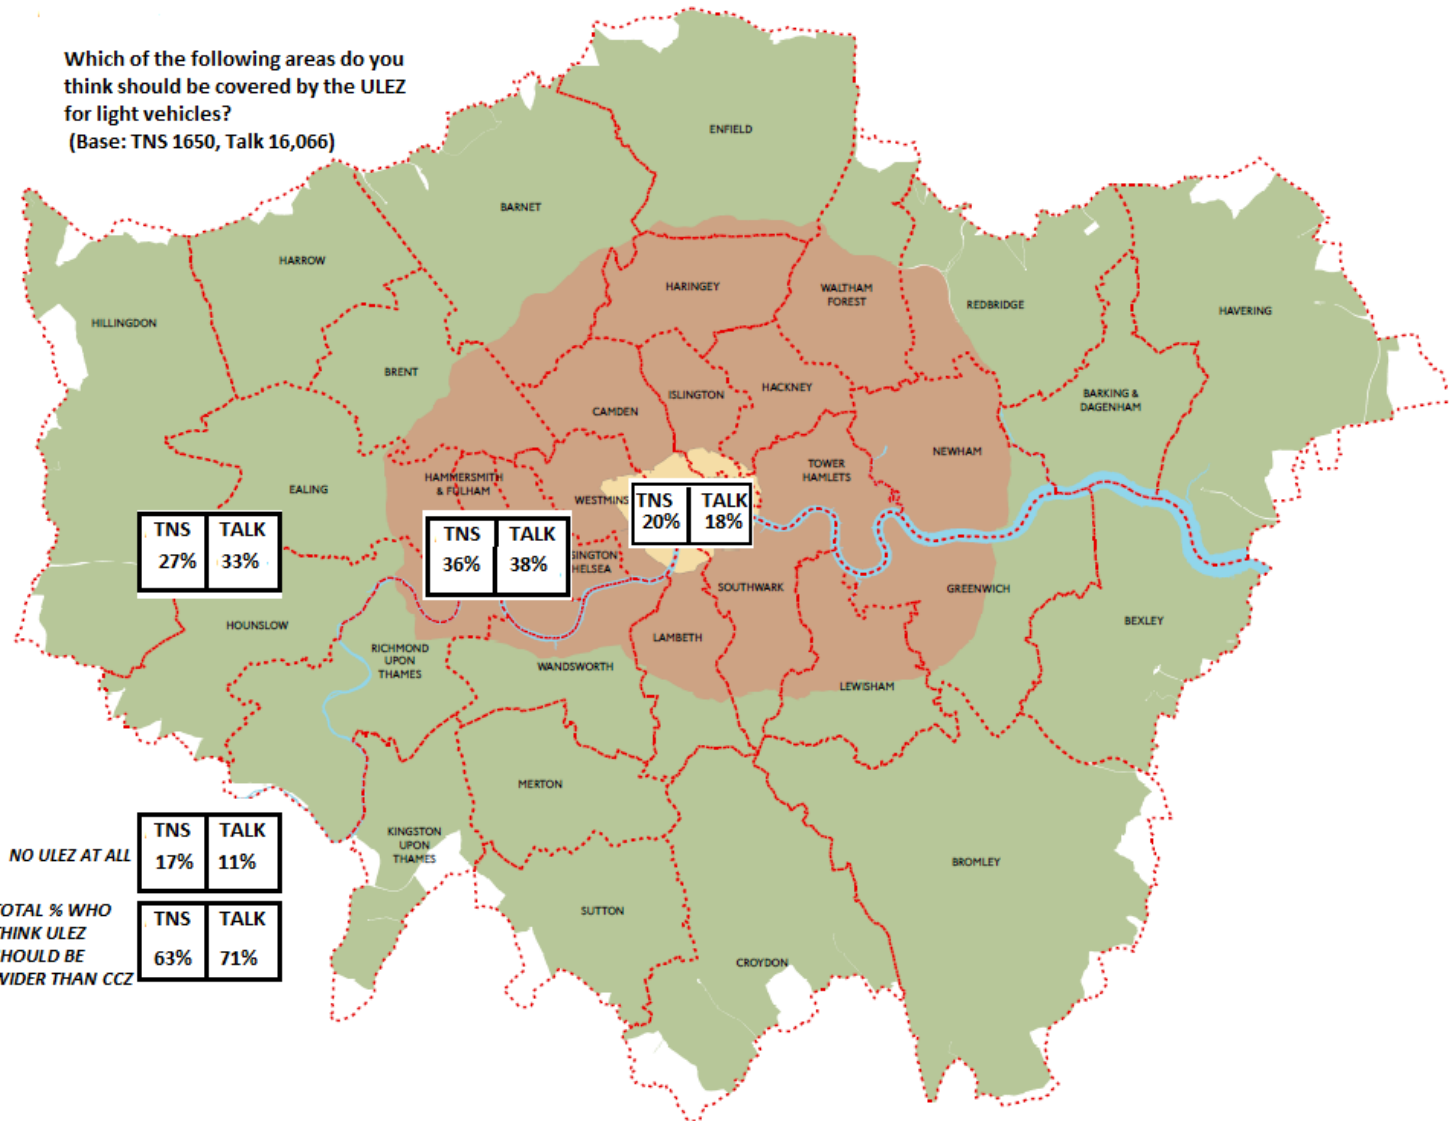 Which of the following areas do you
think should be covered by the ULEZ
for light vehicles?
(Base: TNS 1650, Talk 16,066)
ENFIELD
BARNET
HARROW
HARINGEY
WALTHAM
FOREST
REDBRIDGE
HAVERING
HILLINGDON
BRENT
ISLINGTON
HACKNEY
BARKING &
DAGENHAM
CAMDEN
NEWHAM
TOWER
HAMLETS
HAMMERSMITH
& FULHAM
EALING
WESTMINS
TNS TALK
20% 18%
TNS TALK
27% 33%
TNS TALK
36% 38%
SINGTON
HELSEA
SOUTHWARK
GREENWICH
BEXLEY
HOUNSLOW
LAMBETH
RICHMOND
UPON
THAMES
WANDSWORTH
LEWISHAM
MERTON
KINGSTON
UPON
THAMES
NO ULEZ AT ALL
TNS TALK
17% 11%
BROMLEY
SUTTON
OTAL % WHO
HINK ULEZ
HOULD BE
WIDER THAN CCZ
TNS TALK
63% 71%
CROYDON